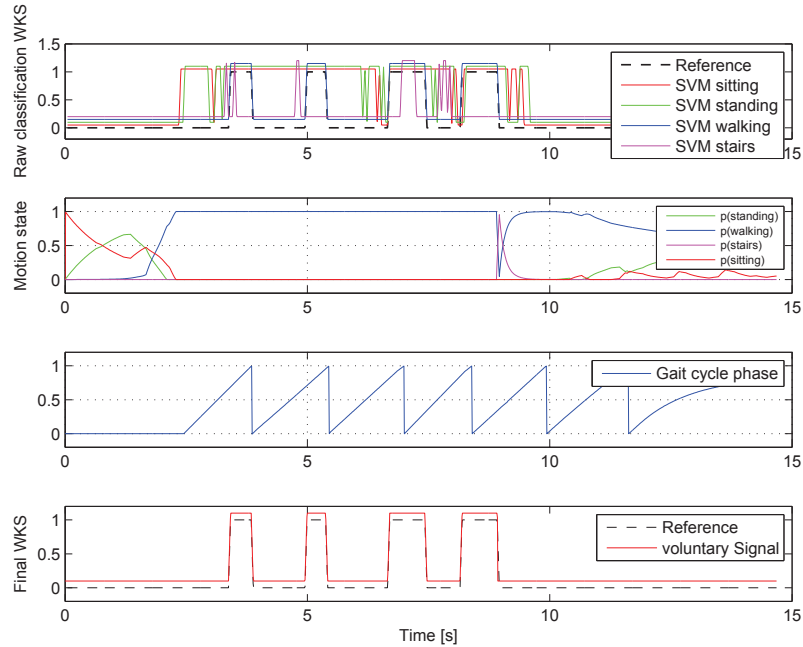 Raw classification WKS
1.5
1
0.5
0
0
5
10
15
Reference
SVM sitting
SVM standing
SVM walking
SVM stairs
Motion state
1
0.5
0
0
5
10
15
p(standing)
p(walking)
p(stairs)
p(sitting)
1
0.5
0
0
5
10
15
Gait cycle phase
Final WKS
1
0.5
0
0
5
10
15
Reference
voluntary Signal
Time [s]